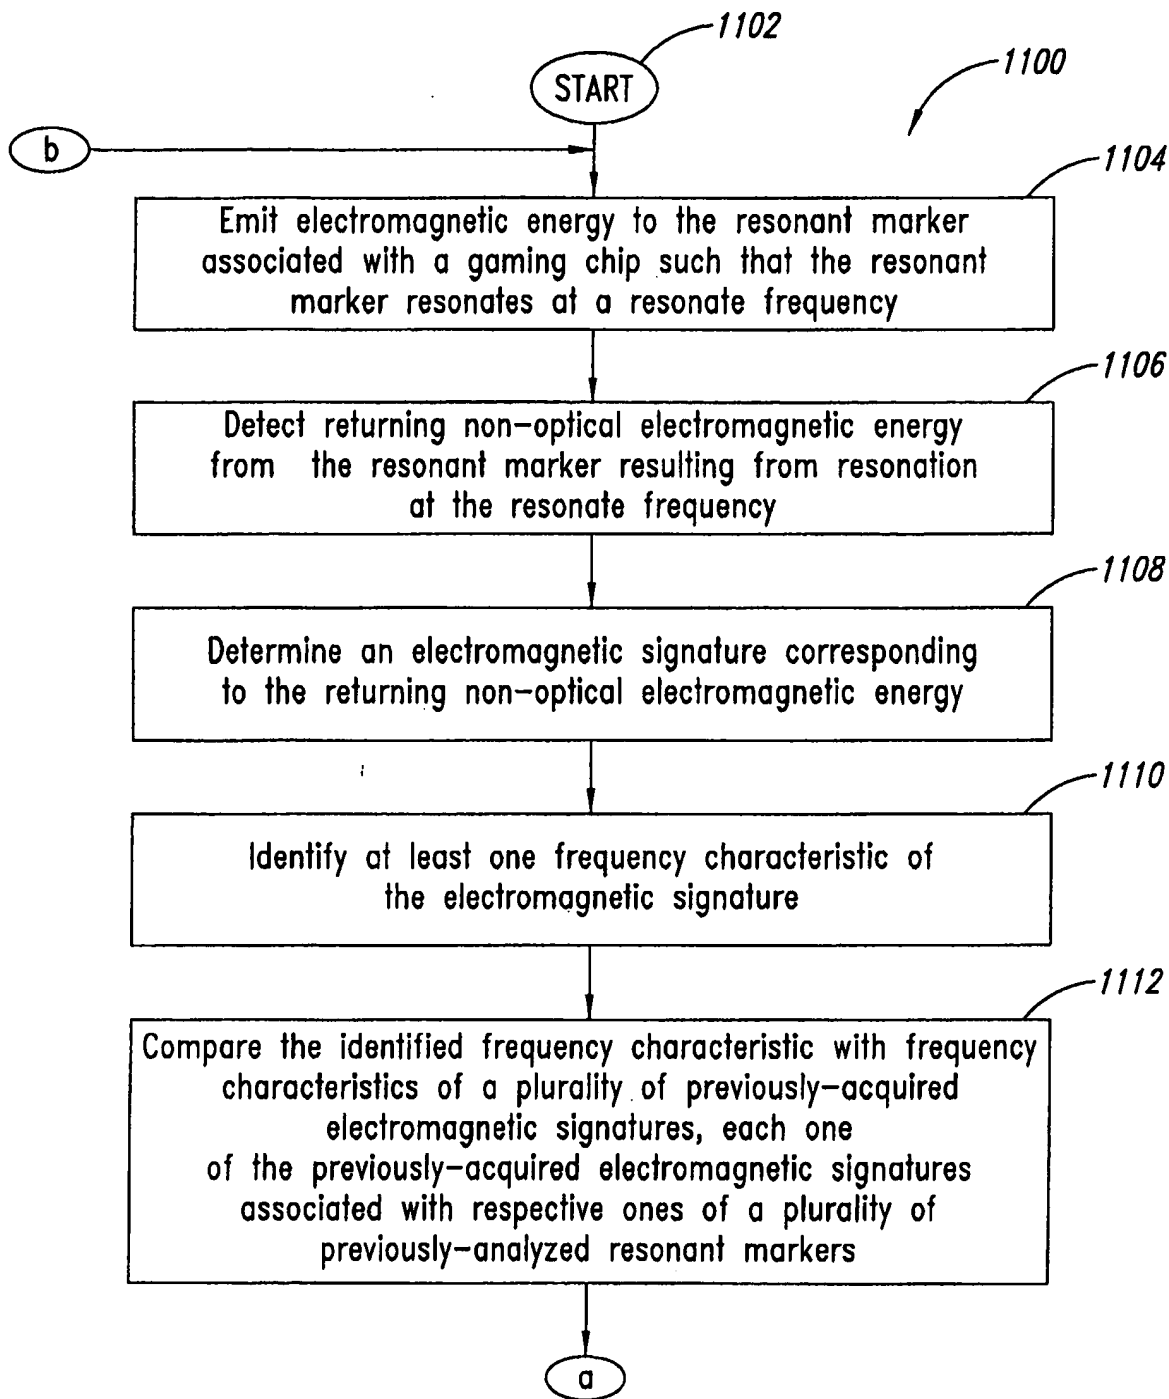 1102
START
1100
b
1104
Emit electromagnetic energy to the resonant marker
associated with a gaming chip such that the resonant
marker resonates at a resonate frequency
1106
Detect returning non-optical electromagnetic energy
from the resonant marker resulting from resonation
at the resonate frequency
1108
Determine an electromagnetic signature corresponding
to the returning non-optical electromagnetic energy
1110
Identify at least one frequency characteristic of
the electromagnetic signature
1112
Compare the identified frequency characteristic with frequency
characteristics of a plurality of previously-acquired
electromagnetic signatures, each one
of the previously-acquired electromagnetic signatures
associated with respective ones of a plurality of
previously-analyzed resonant markers
a